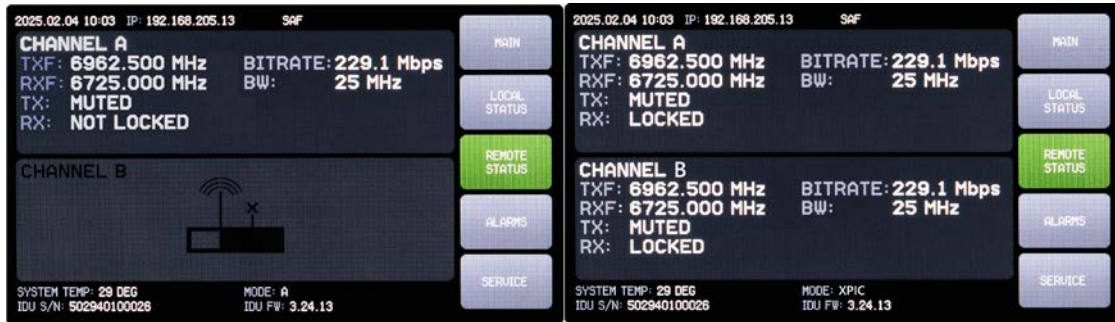 2025.02.04 10:03 IP: 192.168.205.13 SAF
CHANNEL A
TXF: 6962.500 MHz BITRATE: 229.1 Mbps
RXF: 6725.000 MHz BW: 25 MHz
TX: MUTED
RX: NOT LOCKED
CHANNEL B
SYSTEM TEMP: 29 DEG MODE: A
IDU S/N: 502940100026 IDU FW: 3.24.13
MAIN
LOCAL
STATUS
REMOTE
STATUS
ALARMS
SERVICE
2025.02.04 10:03 IP: 192.168.205.13 SAF
CHANNEL A
TXF: 6962.500 MHz BITRATE: 229.1 Mbps
RXF: 6725.000 MHz BW: 25 MHz
TX: MUTED
RX: LOCKED
CHANNEL B
TXF: 6962.500 MHz BITRATE: 229.1 Mbps
RXF: 6725.000 MHz BW: 25 MHz
TX: MUTED
RX: LOCKED
SYSTEM TEMP: 29 DEG MODE: XPIC
IDU S/N: 502940100026 IDU FW: 3.24.13
MAIN
LOCAL
STATUS
REMOTE
STATUS
ALARMS
SERVICE